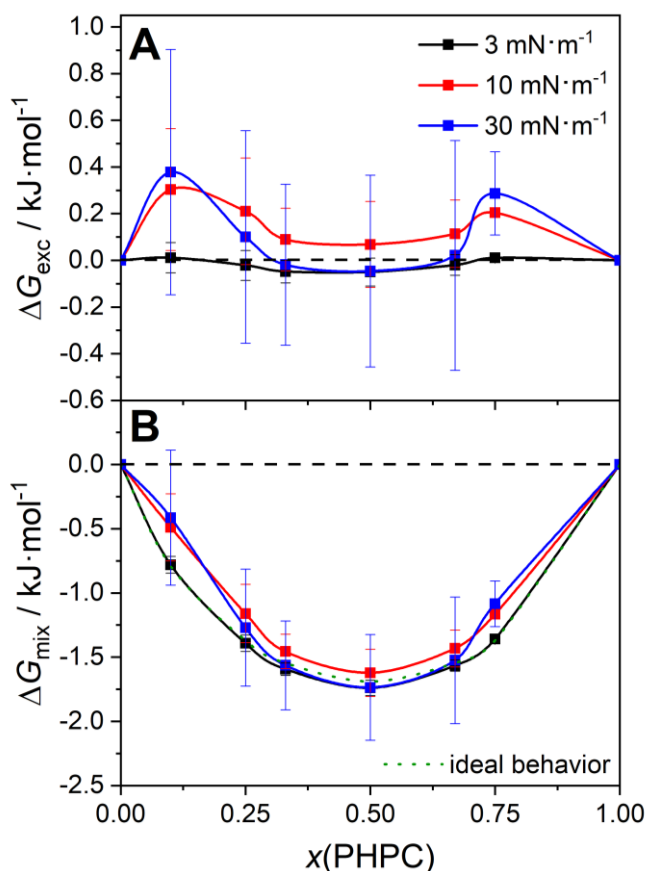 A
3 mN·m⁻¹
10 mN·m⁻¹
30 mN·m⁻¹
1.0
0.8
0.6
0.4
0.2
0.0
-0.2
-0.4
-0.6
ΔG_exc / kJ·mol⁻¹
B
0.0
-0.5
-1.0
-1.5
-2.0
-2.5
ΔG_mix / kJ·mol⁻¹
ideal behavior
0.00
0.25
0.50
0.75
1.00
x(PHPC)